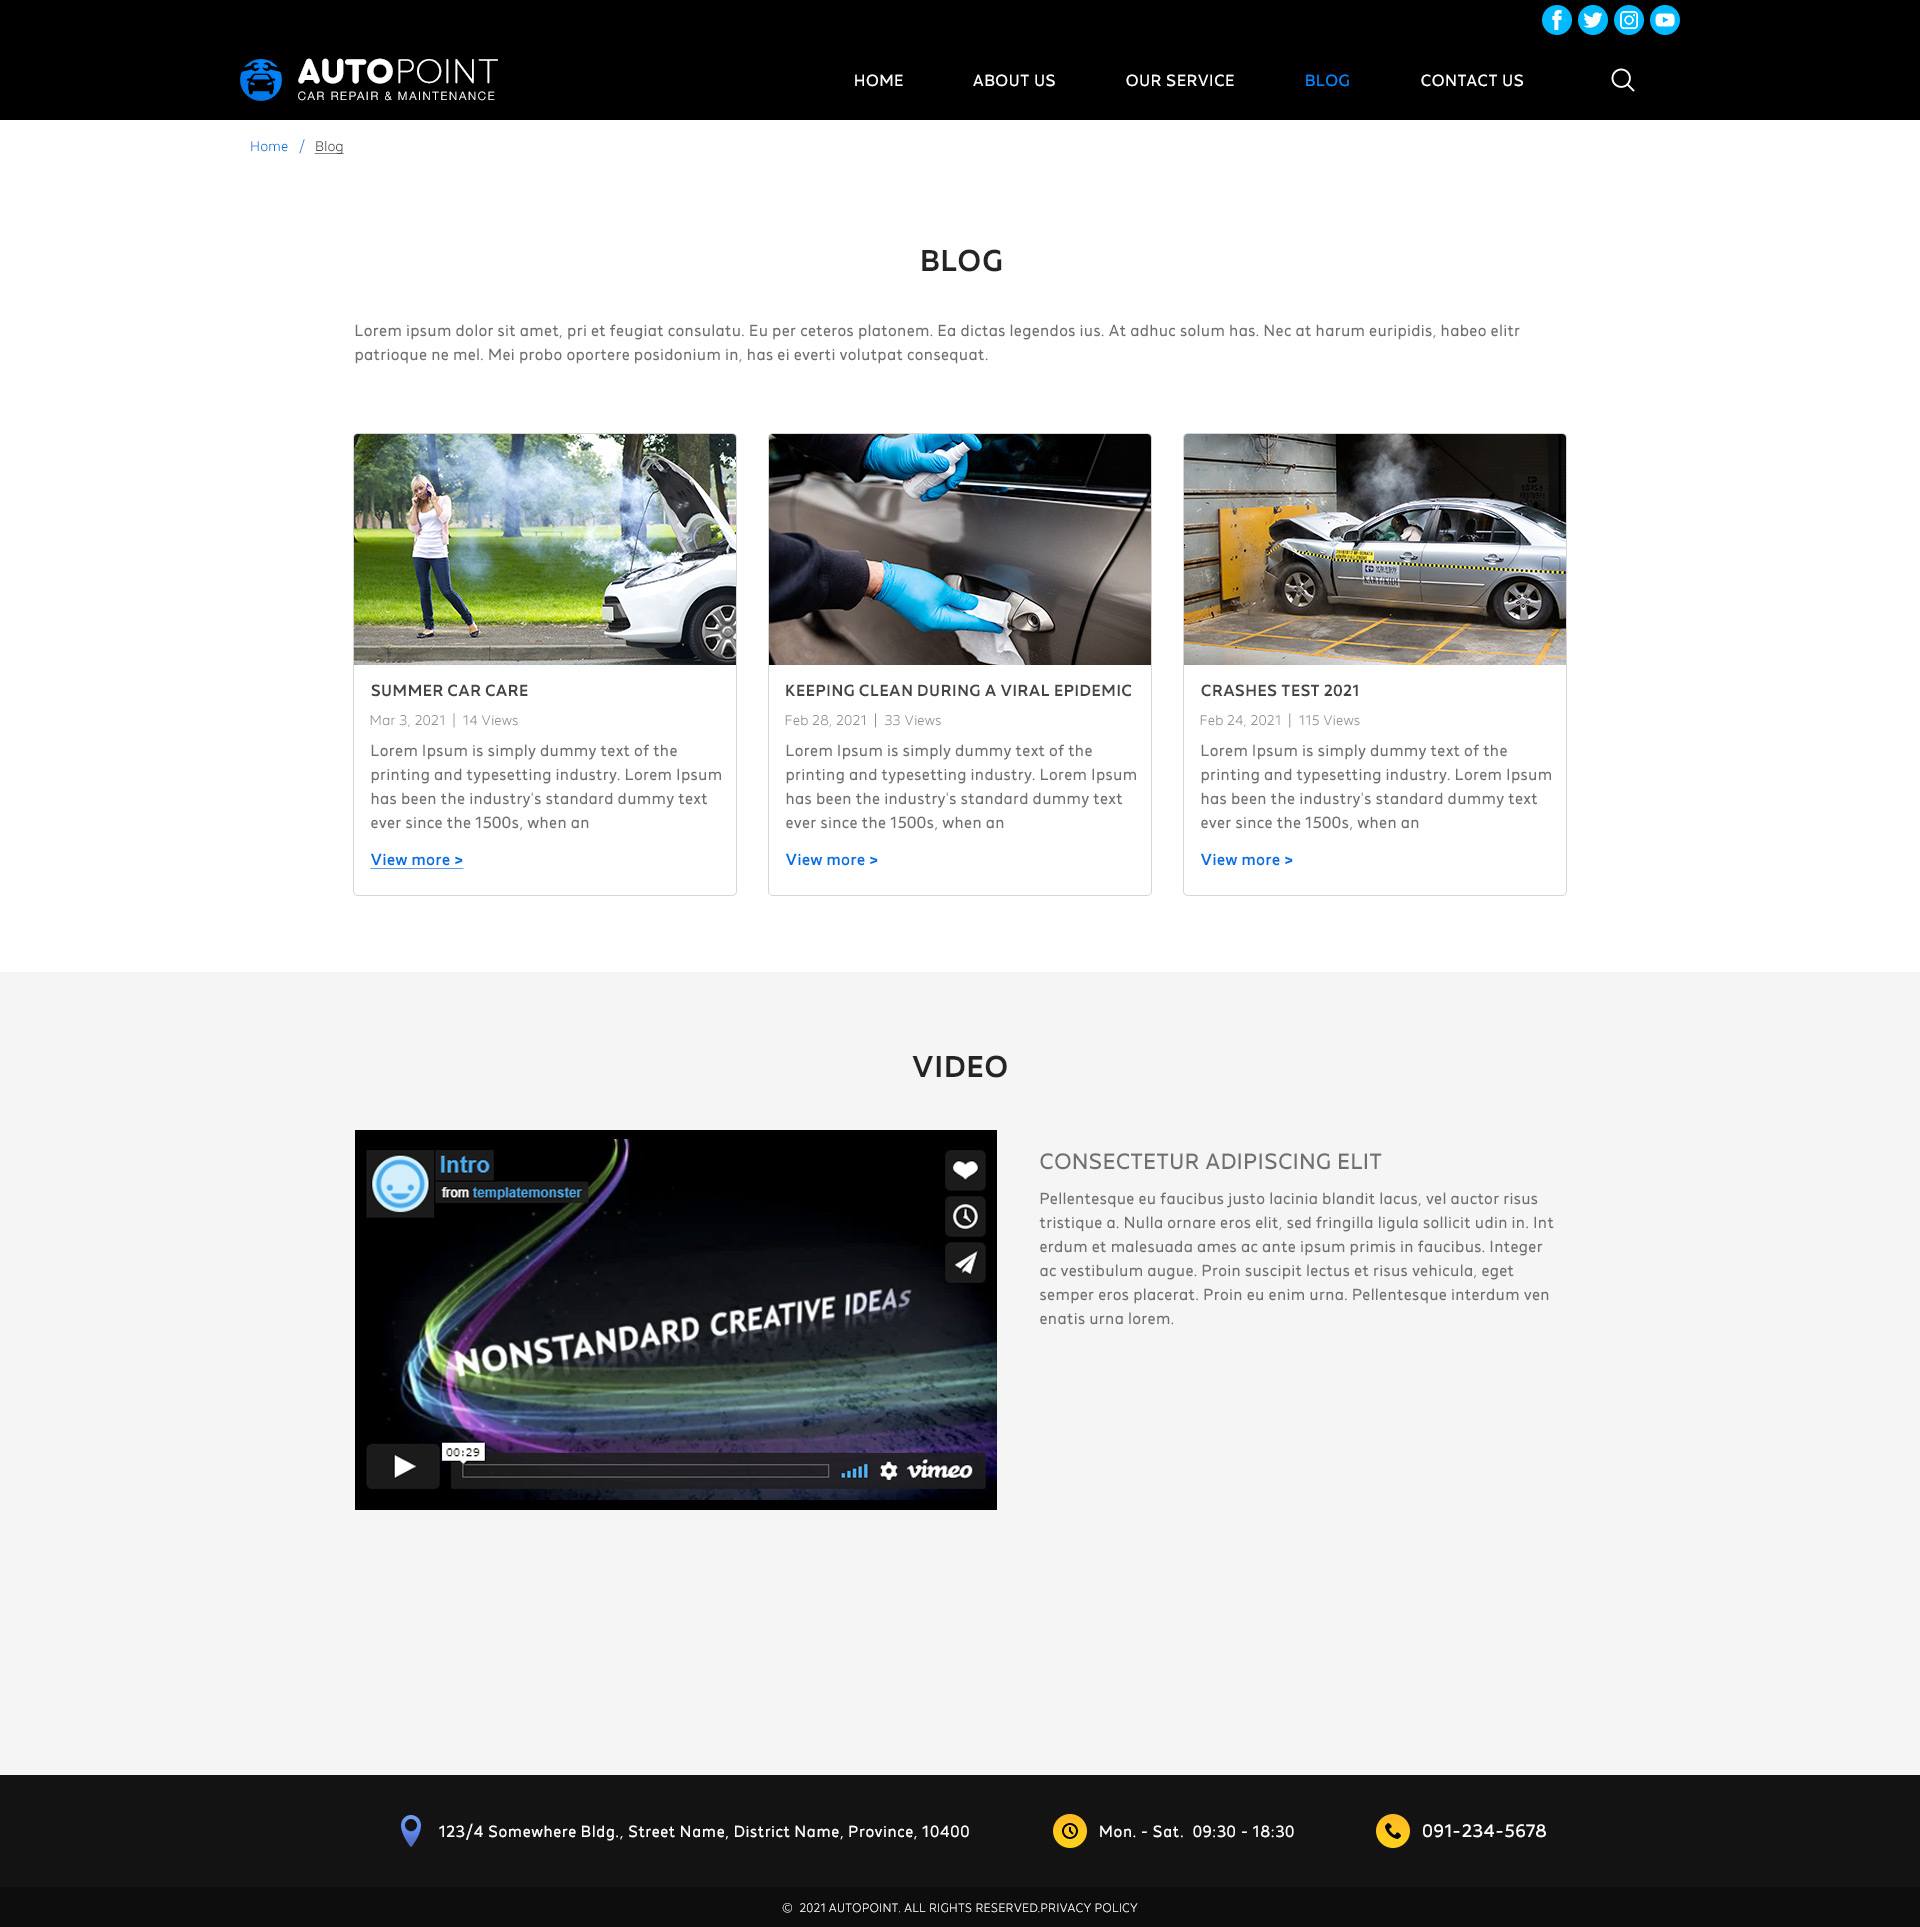 AUTOPOINT
CAR REPAIR & MAINTENANCE
HOME
ABOUT US
OUR SERVICE
BLOG
CONTACT US
Home / Blog
BLOG
Lorem ipsum dolor sit amet, pri et feugiat consulatu. Eu per ceteros platonem. Ea dictas legendos ius. At adhuc solum has. Nec at harum euripidis, habeo elitr
patrioque ne mel. Mei probo oportere posidonium in, has ei everti volutpat consequat.
SUMMER CAR CARE
Mar 3, 2021 | 14 Views
Lorem Ipsum is simply dummy text of the
printing and typesetting industry. Lorem Ipsum
has been the industry's standard dummy text
ever since the 1500s, when an
View more >
KEEPING CLEAN DURING A VIRAL EPIDEMIC
Feb 28, 2021 | 33 Views
Lorem Ipsum is simply dummy text of the
printing and typesetting industry. Lorem Ipsum
has been the industry's standard dummy text
ever since the 1500s, when an
View more >
CRASHES TEST 2021
Feb 24, 2021 | 115 Views
Lorem Ipsum is simply dummy text of the
printing and typesetting industry. Lorem Ipsum
has been the industry's standard dummy text
ever since the 1500s, when an
View more >
VIDEO
Intro
from templatemonster
NONSTANDARD CREATIVE IDEAS
00:29
vimeo
CONSECTETUR ADIPISCING ELIT
Pellentesque eu faucibus justo lacinia blandit lacus, vel auctor risus
tristique a. Nulla ornare eros elit, sed fringilla ligula sollicit udin in. Int
erdum et malesuada ames ac ante ipsum primis in faucibus. Integer
ac vestibulum augue. Proin suscipit lectus et risus vehicula, eget
semper eros placerat. Proin eu enim urna. Pellentesque interdum ven
enatis urna lorem.
123/4 Somewhere Bldg., Street Name, District Name, Province, 10400
Mon. - Sat. 09:30 - 18:30
091-234-5678
© 2021 AUTOPOINT. ALL RIGHTS RESERVED.PRIVACY POLICY